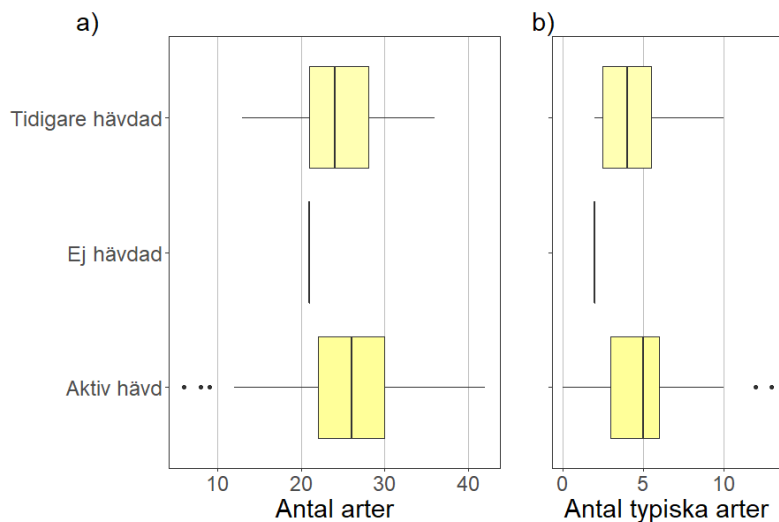 a)
b)
Tidigare hävdad
Ej hävdad
Aktiv hävd
10 20 30 40
0 5 10
Antal arter
Antal typiska arter